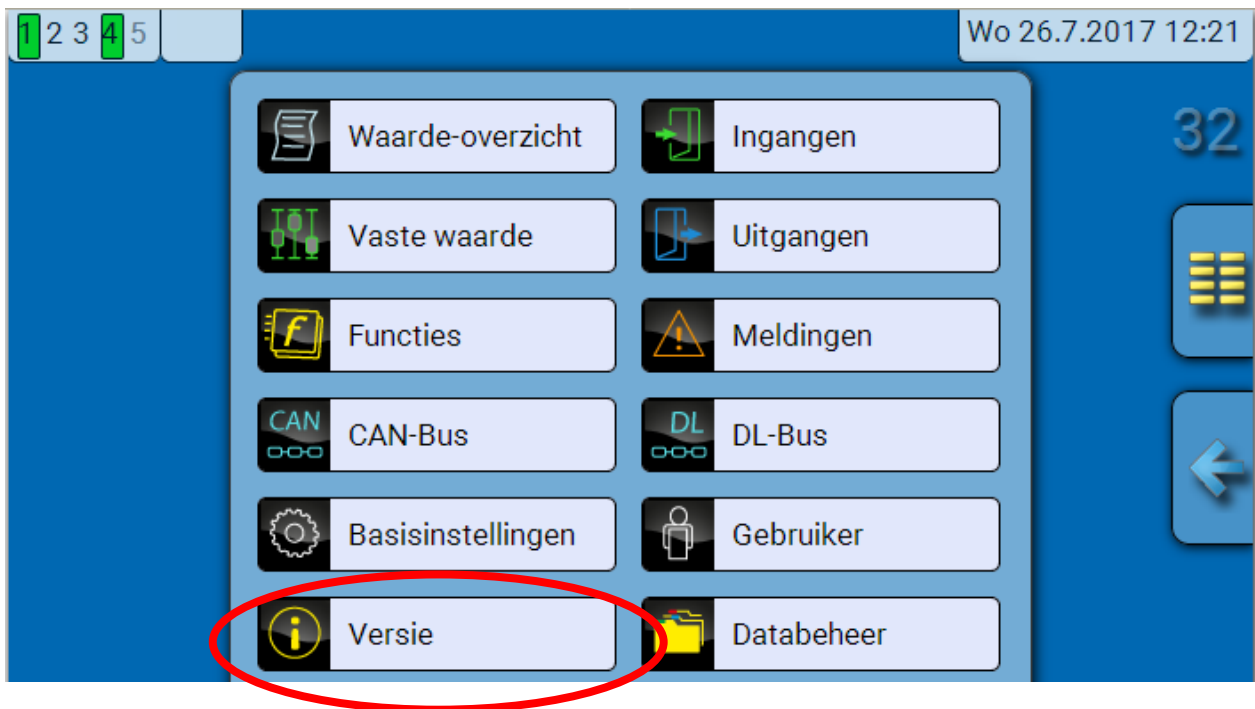 1 2 3 4 5
Wo 26.7.2017 12:21
32
Waarde-overzicht
Ingangen
Vaste waarde
Uitgangen
f Functies
Meldingen
CAN CAN-Bus
DL DL-Bus
Basisinstellingen
Gebruiker
i Versie
Databeheer